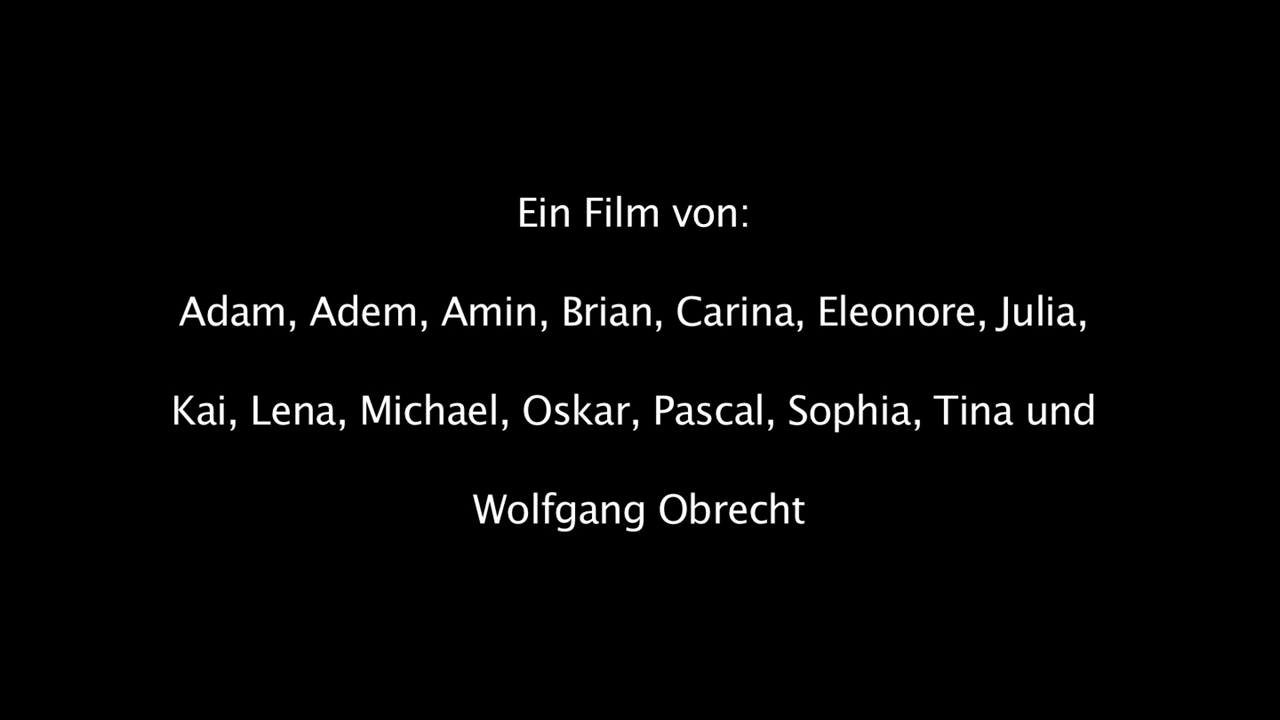 Ein Film von:
Adam, Adem, Amin, Brian, Carina, Eleonore, Julia,
Kai, Lena, Michael, Oskar, Pascal, Sophia, Tina und
Wolfgang Obrecht